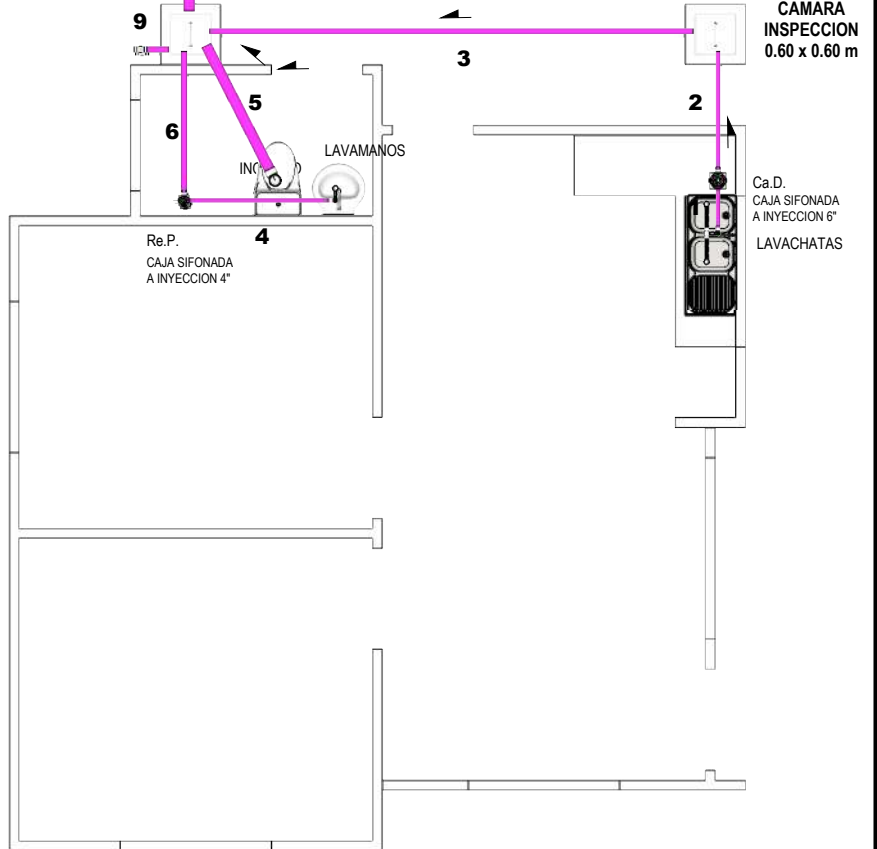 CAMARA
INSPECCION
0.60 x 0.60 m
9
3
2
5
6
LAVAMANOS
Ca.D.
CAJA SIFONADA
A INYECCION 6"
LAVACHATAS
4
Re.P.
CAJA SIFONADA
A INYECCION 4"